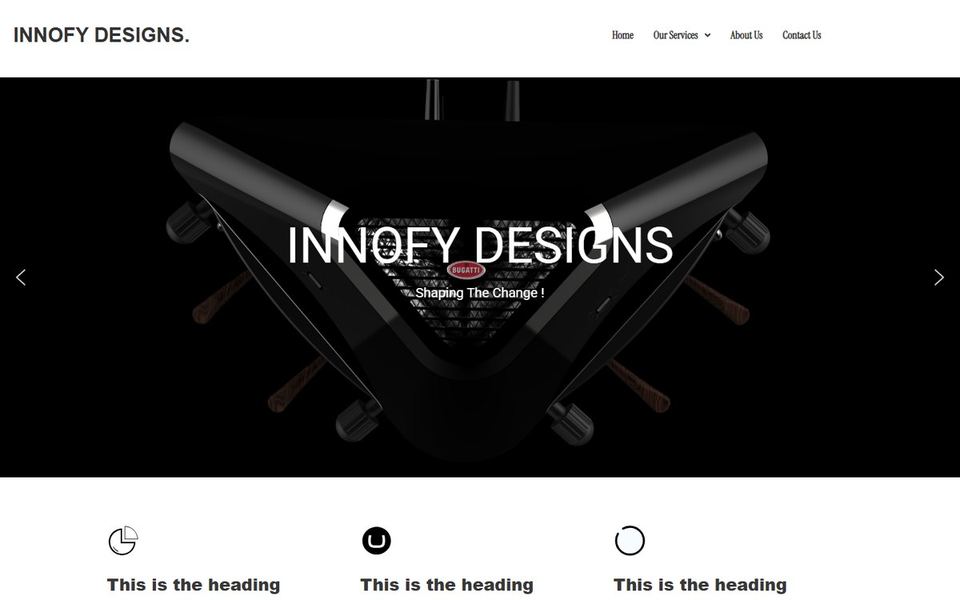 INNOFY DESIGNS.
Home Our Services About Us Contact Us
INNOFY DESIGNS
BUGATTI
Shaping The Change !
This is the heading This is the heading This is the heading